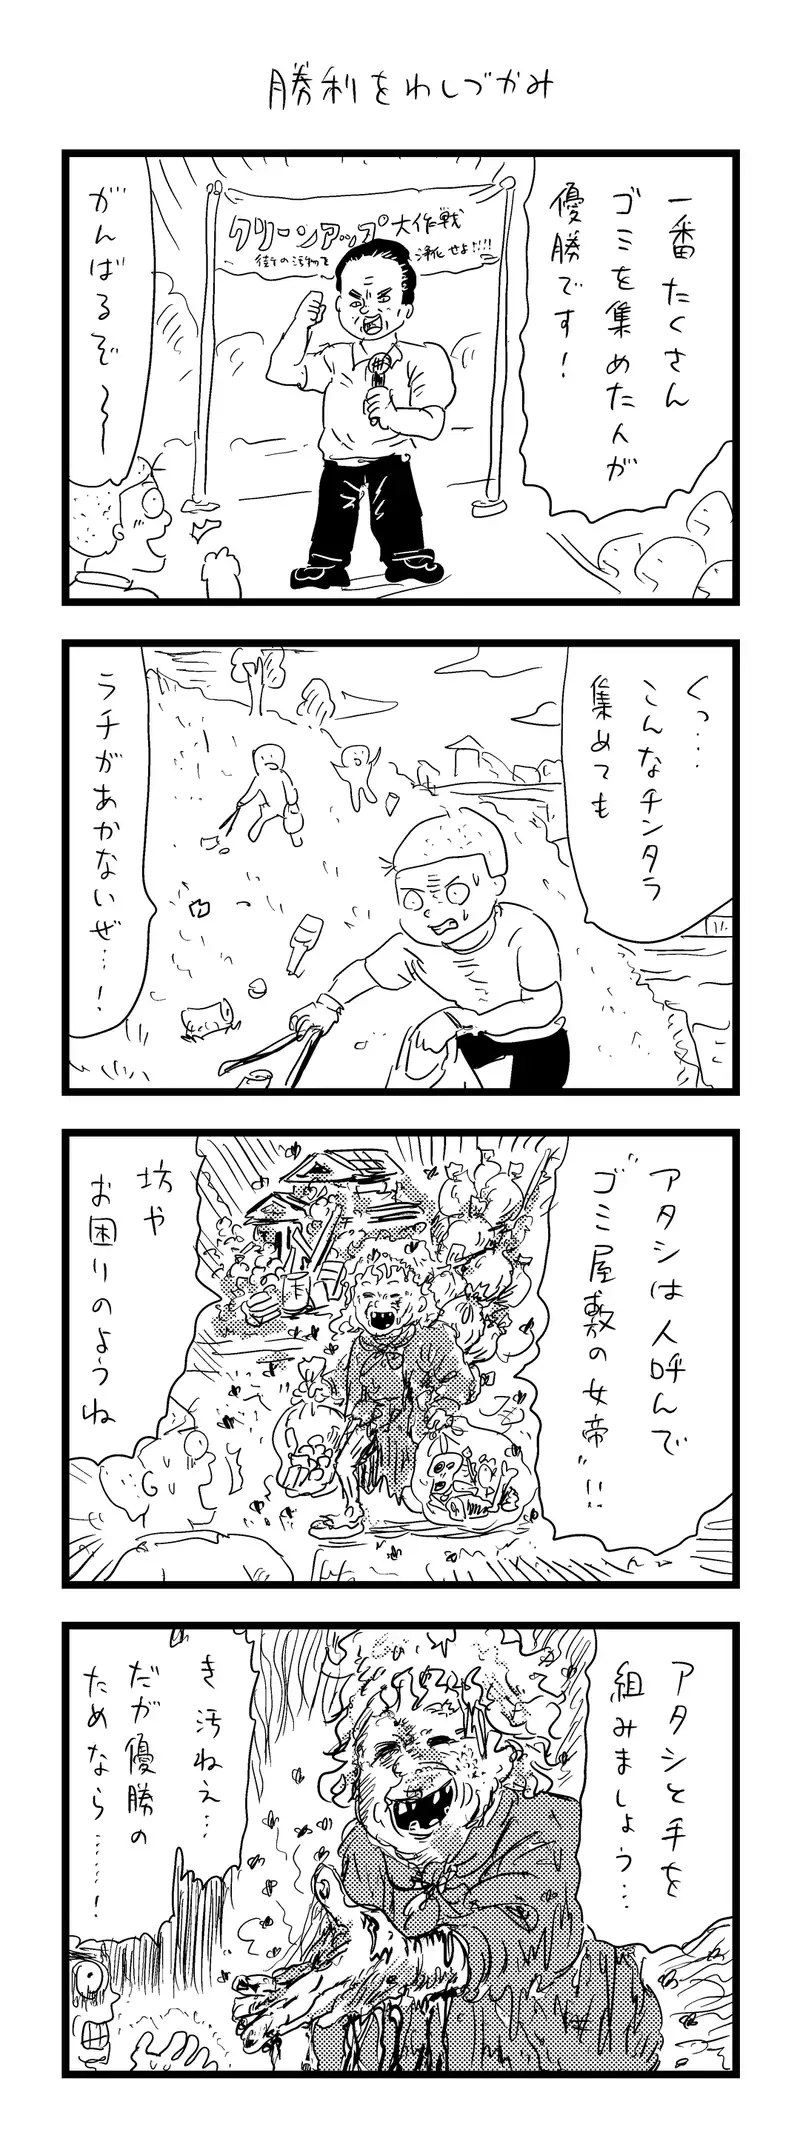 勝利をわしづかみ
一番たくさん
ゴミを集めた人が
優勝です！
クリーンアップ大作戦
街の汚物を浄化せよ!!!!
がんばるぞ〜〜
くっ…
こんなチンタラ
集めても
ラチがあかないぜ…！
アタシは人呼んで
"ゴミ屋敷の女帝"!!
坊や
お困りのようね
アタシと手を
組みましょう…
き汚ねえ…
だが優勝の
ためなら……！